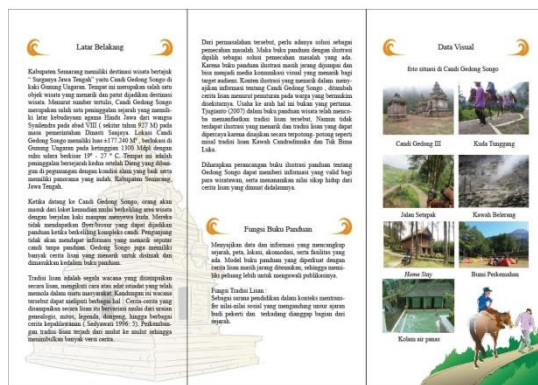 Latar Belakang
Kabupaten Semarang memiliki destinasi wisata bertajuk
" Surganya Jawa Tengah" yaitu Candi Gedong Songo di
kaki Gunung Ungaran. Tempat ini merupakan salah satu
objek wisata yang menarik dan patut dijadikan destinasi
wisata. Menurut sumber tertulis, Candi Gedong Songo
merupakan salah satu peninggalan sejarah yang memili-
ki latar kebudayaan agama Hindu Jawa dari wangsa
Syailendra pada abad VIII ( sekitar tahun 927 M) pada
masa pemerintahan Dinasti Sanjaya. Lokasi Candi
Gedong Songo memiliki luas ±177.240 M² , berlokasi di
Gunung Ungaran pada ketinggian 1308 Mdpl dengan
suhu udara berkisar 19° - 27 ° C. Tempat ini adalah
peninggalan bersejarah kedua setelah Dieng yang diban-
gun di pegunungan dengan kondisi alam yang baik serta
memiliki panorama yang indah. Kabupaten Semarang,
Jawa Tengah.
Ketika datang ke Candi Gedong Songo, orang akan
masuk dari loket kemudian mulai berkeliling area wisata
dengan berjalan kaki maupun menyewa kuda. Mereka
tidak mendapatkan flyer/brosur yang dapat dijadikan
panduan ketika berkeliling kompleks candi. Pengunjung
tidak akan mendapat informasi yang menarik seputar
candi tanpa panduan. Gedong Songo juga memiliki
banyak cerita lisan yang menarik untuk disimak dan
dimasukkan kedalam buku panduan.
Tradisi lisan adalah segala wacana yang disampaikan
secara lisan, mengikuti cara atau adat istiadat yang telah
memola dalam suatu masyarakat. Kandungan isi wacana
tersebut dapat meliputi berbagai hal : Cerita-cerita yang
disampaikan secara lisan itu bervariasi mulai dari uraian
genealogis, mitos, legenda, dongeng, hingga berbagai
cerita kepahlawanan ( Sedyawati 1996: 5). Perkemban-
gan tradisi lisan terjadi dari mulut ke mulut sehingga
menimbulkan banyak versi cerita.
Dari permasalahan tersebut, perlu adanya solusi sebagai
pemecahan masalah. Maka buku panduan dengan ilustrasi
dipilih sebagai solusi pemecahan masalah yang ada.
Karena buku panduan ilustrasi masih jarang dijumpai dan
bisa menjadi media komunikasi visual yang menarik bagi
target audiens. Konten ilustrasi yang menarik dalam meny-
ajikan informasi tentang Candi Gedong Songo , ditambah
cerita lisan menurut penuturan pada warga yang bermukim
disekitarnya. Usaha ke arah hal ini bukan yang pertama.
Tjugianto (2007) dalam buku panduan wisata telah menco-
ba memanfaatkan tradisi lisan tersebut, Namun tidak
terdapat ilustrasi yang menarik dan tradisi lisan yang dapat
dipercaya karena disajikan secara terpotong- potong seperti
misal tradisi lisan Kawah Candradimuka dan Tuk Bima
Luka.
Diharapkan perancangan buku ilustrasi panduan tentang
Gedong Songo dapat memberi informasi yang valid bagi
para wisatawan, serta menanamkan nilai sikap hidup dari
cerita lisan yang dimuat didalamnya.
Fungsi Buku Panduan
Menyajikan data dan informasi yang mencangkup
sejarah, peta, lokasi, akomodasi, serta fasilitas yang
ada. Model buku panduan yang diperkuat dengan
cerita lisan masih jarang ditemukan, sehingga memi-
liki peluang lebih untuk mengawali publikasinya.
Fungsi Tradisi Lisan :
Sebagai sarana pendidikan dalam konteks mentrans-
fer nilai-nilai sosial yang mengandung unsur ajaran
budi pekerti dan terkadang dianggap bagian dari
sejarah.
Data Visual
foto situasi di Candi Gedong Songo
Candi Gedong III
Kuda Tunggang
Jalan Setapak
Kawah Belerang
Home Stay
Bumi Perkemahan
Kolam air panas